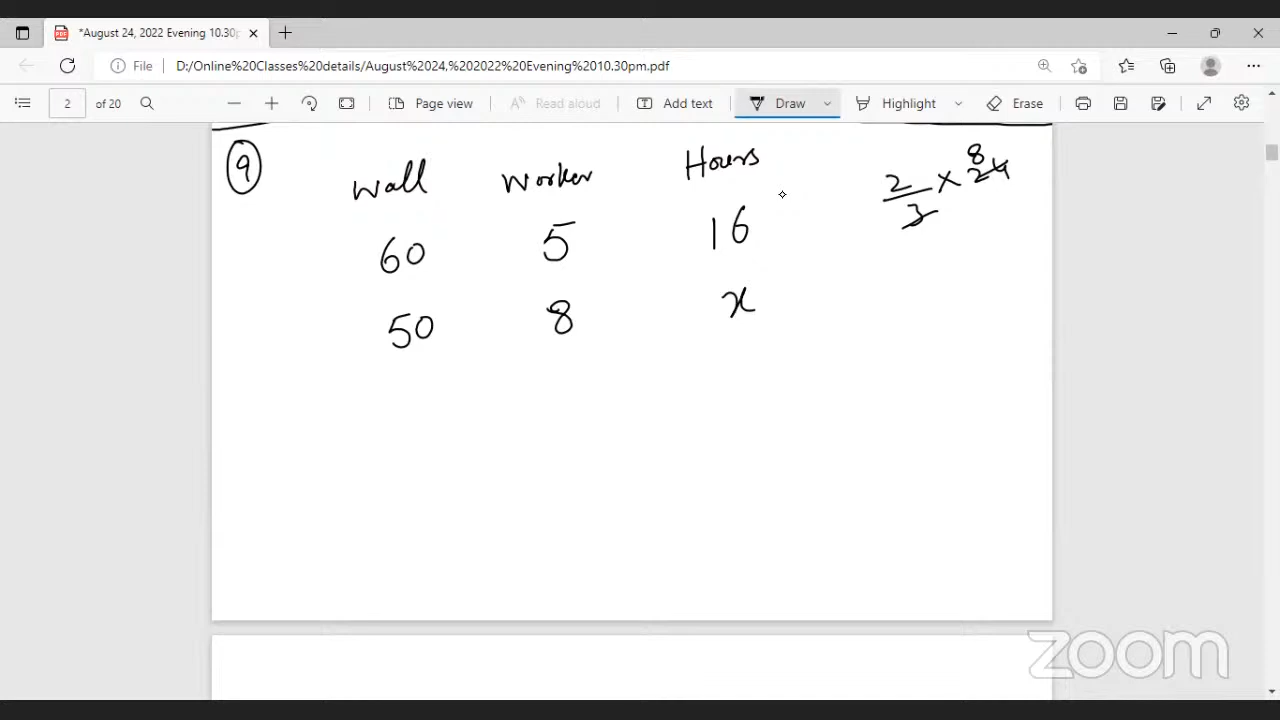 *August 24, 2022 Evening 10.30p
File D:/Online%20Classes%20details/August%2024,%202022%20Evening%2010.30pm.pdf
2 of 20 Page view Read aloud Add text Draw Highlight Erase
9 Wall Worker Hours
60 5 16
50 8 x
8
2/3 × 24
zoom